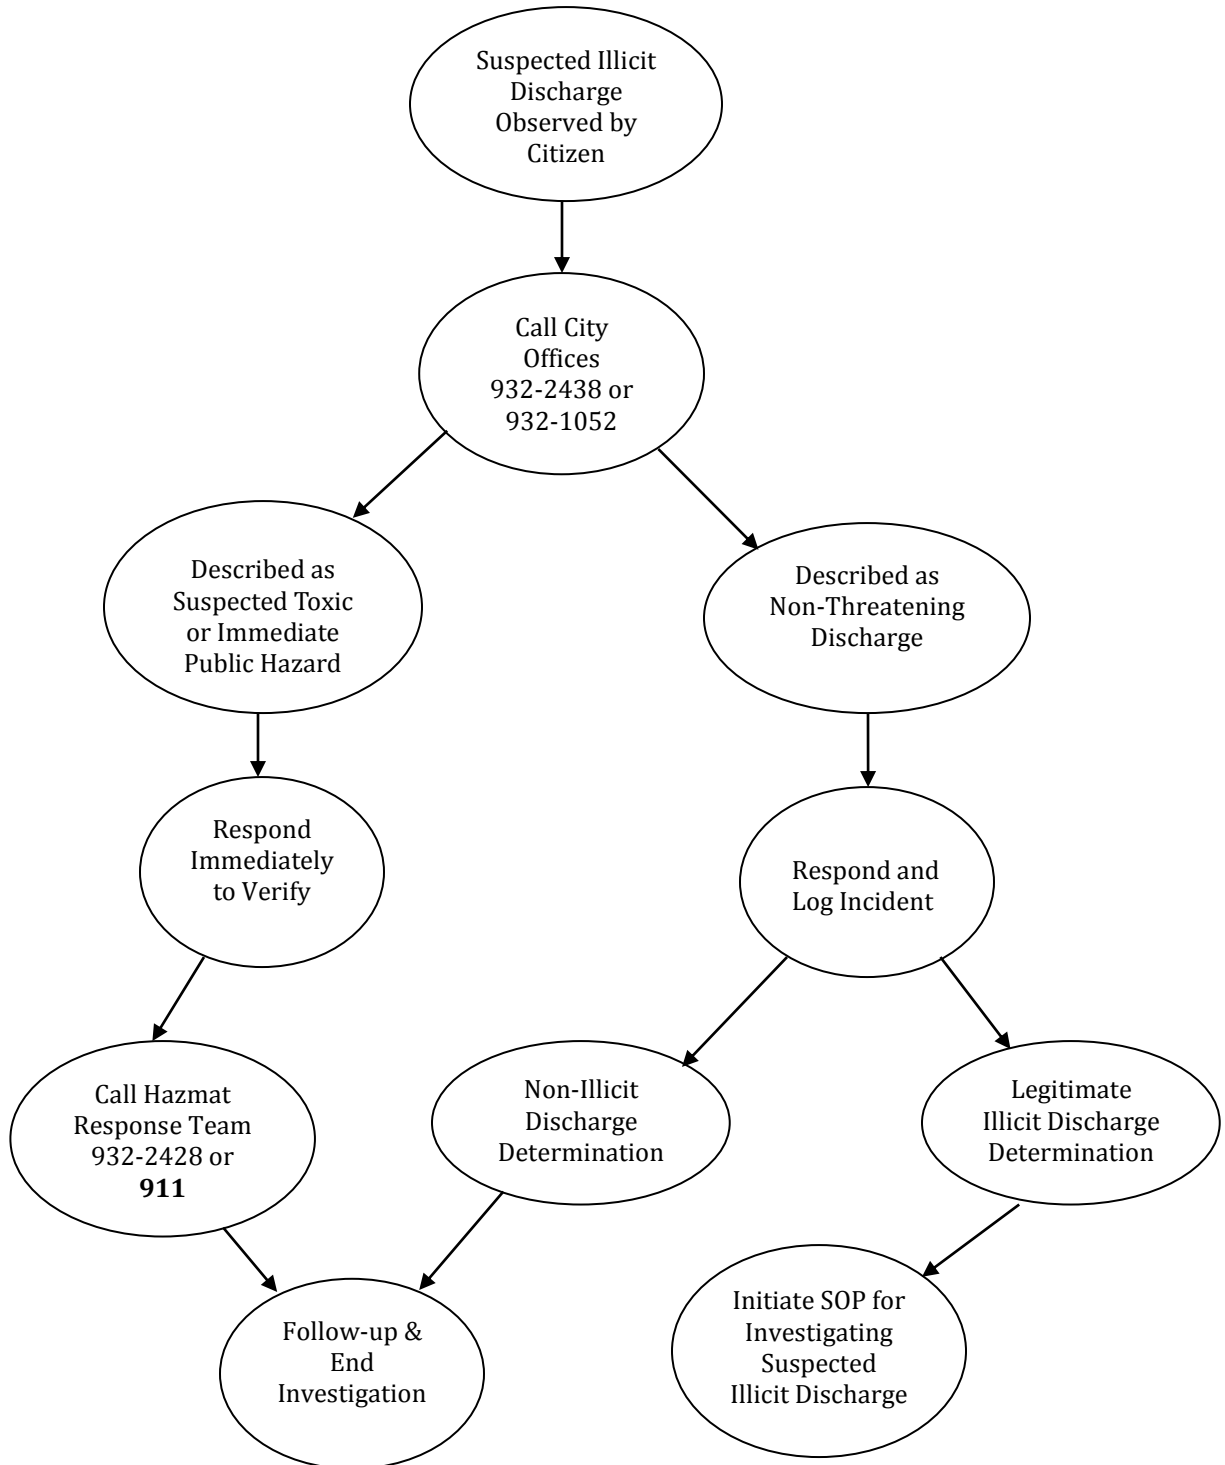 Suspected Illicit
Discharge
Observed by
Citizen
Call City
Offices
932-2438 or
932-1052
Described as
Suspected Toxic
or Immediate
Public Hazard
Described as
Non-Threatening
Discharge
Respond
Immediately
to Verify
Respond and
Log Incident
Call Hazmat
Response Team
932-2428 or
911
Non-Illicit
Discharge
Determination
Legitimate
Illicit Discharge
Determination
Follow-up &
End
Investigation
Initiate SOP for
Investigating
Suspected
Illicit Discharge